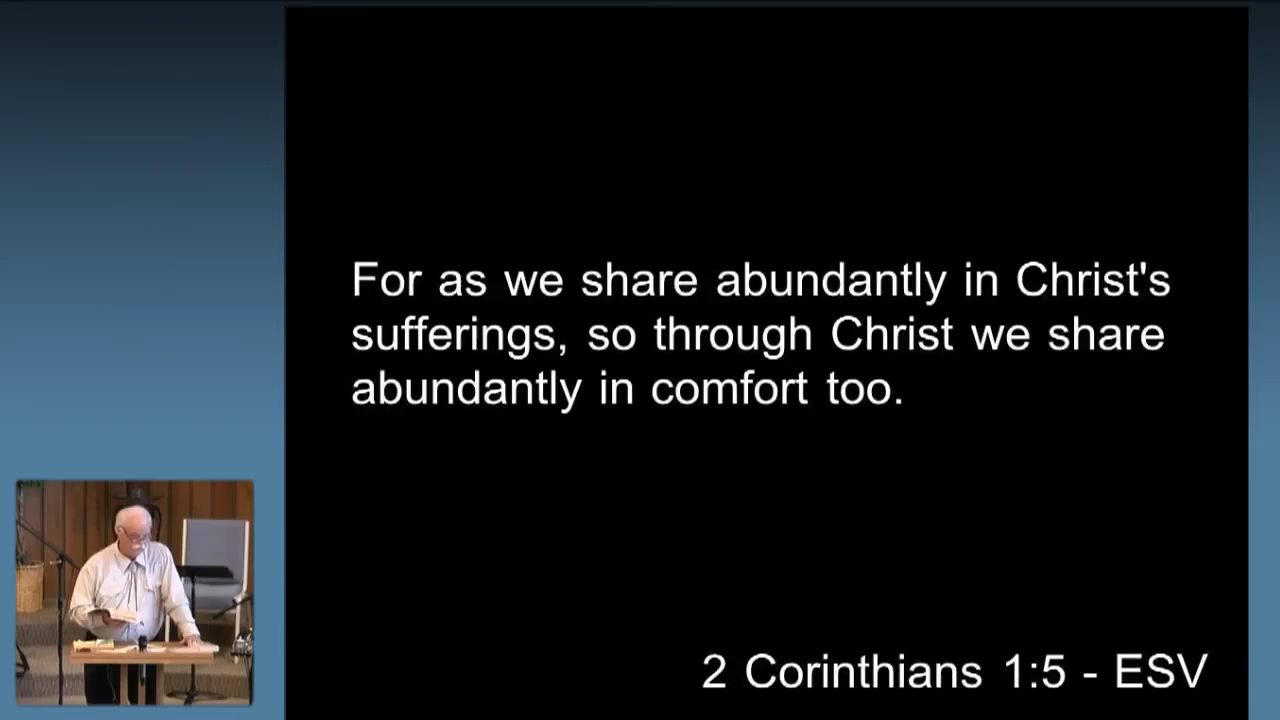 For as we share abundantly in Christ's
sufferings, so through Christ we share
abundantly in comfort too.
2 Corinthians 1:5 - ESV